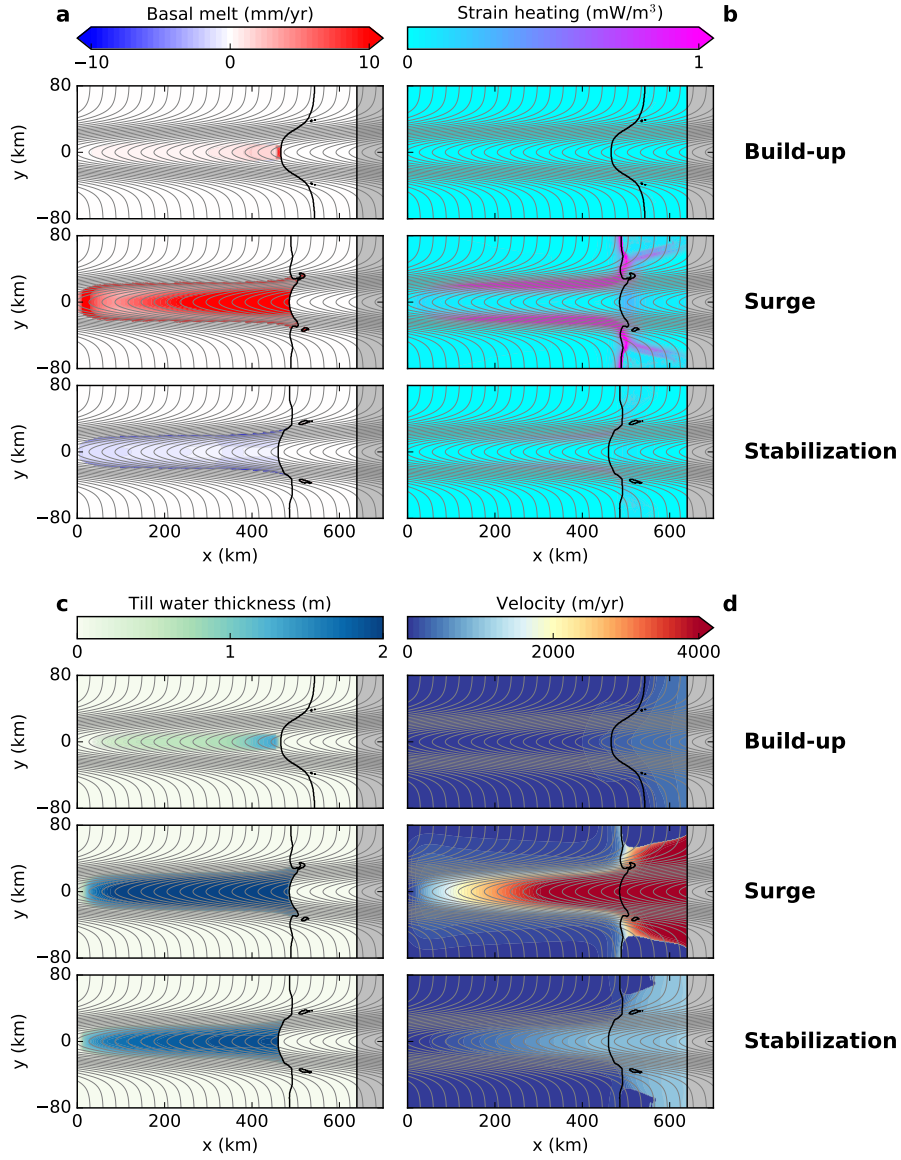 a Basal melt (mm/yr) Strain heating (mW/m³) b
−10 0 10 0 1
80
0
−80
y (km)
Build-up
80
0
−80
y (km)
Surge
80
0
−80
y (km)
Stabilization
0 200 400 600 0 200 400 600
x (km) x (km)
c Till water thickness (m) Velocity (m/yr) d
0 1 2 0 2000 4000
80
0
−80
y (km)
Build-up
80
0
−80
y (km)
Surge
80
0
−80
y (km)
Stabilization
0 200 400 600 0 200 400 600
x (km) x (km)